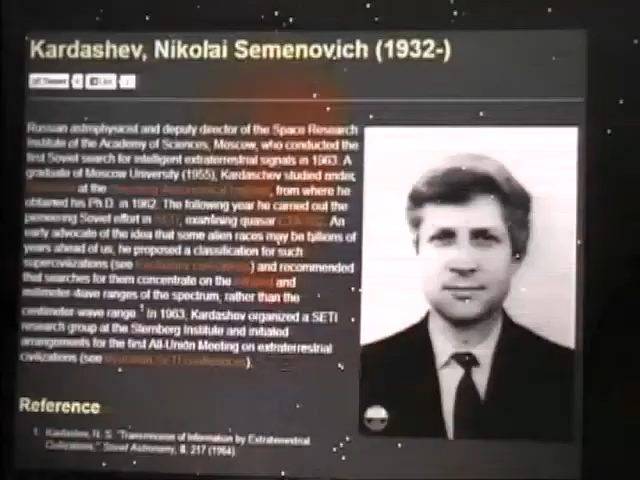 Kardashev, Nikolai Semenovich (1932-)
Russian astrophysicist and deputy director of the Space Research
Institute of the Academy of Sciences, Moscow, who conducted the
first Soviet search for intelligent extraterrestrial signals in 1963. A
graduate of Moscow University (1955), Kardaschev studied under
at the , from where he
obtained his Ph.D. in 1962. The following year he carried out the
pioneering Soviet effort in SETI, examining quasar . An
early advocate of the idea that some alien races may be billions of
years ahead of us, he proposed a classification for such
supercivilizations (see ) and recommended
that searches for them concentrate on the and
millimeter-wave ranges of the spectrum, rather than the
centimeter wave range.1 In 1963, Kardashev organized a SETI
research group at the Sternberg Institute and initiated
arrangements for the first All-Union Meeting on extraterrestrial
civilizations (see ).
Reference
1. Kardashev, N. S. "Transmission of Information by Extraterrestrial
Civilizations," Soviet Astronomy, 8, 217 (1964)